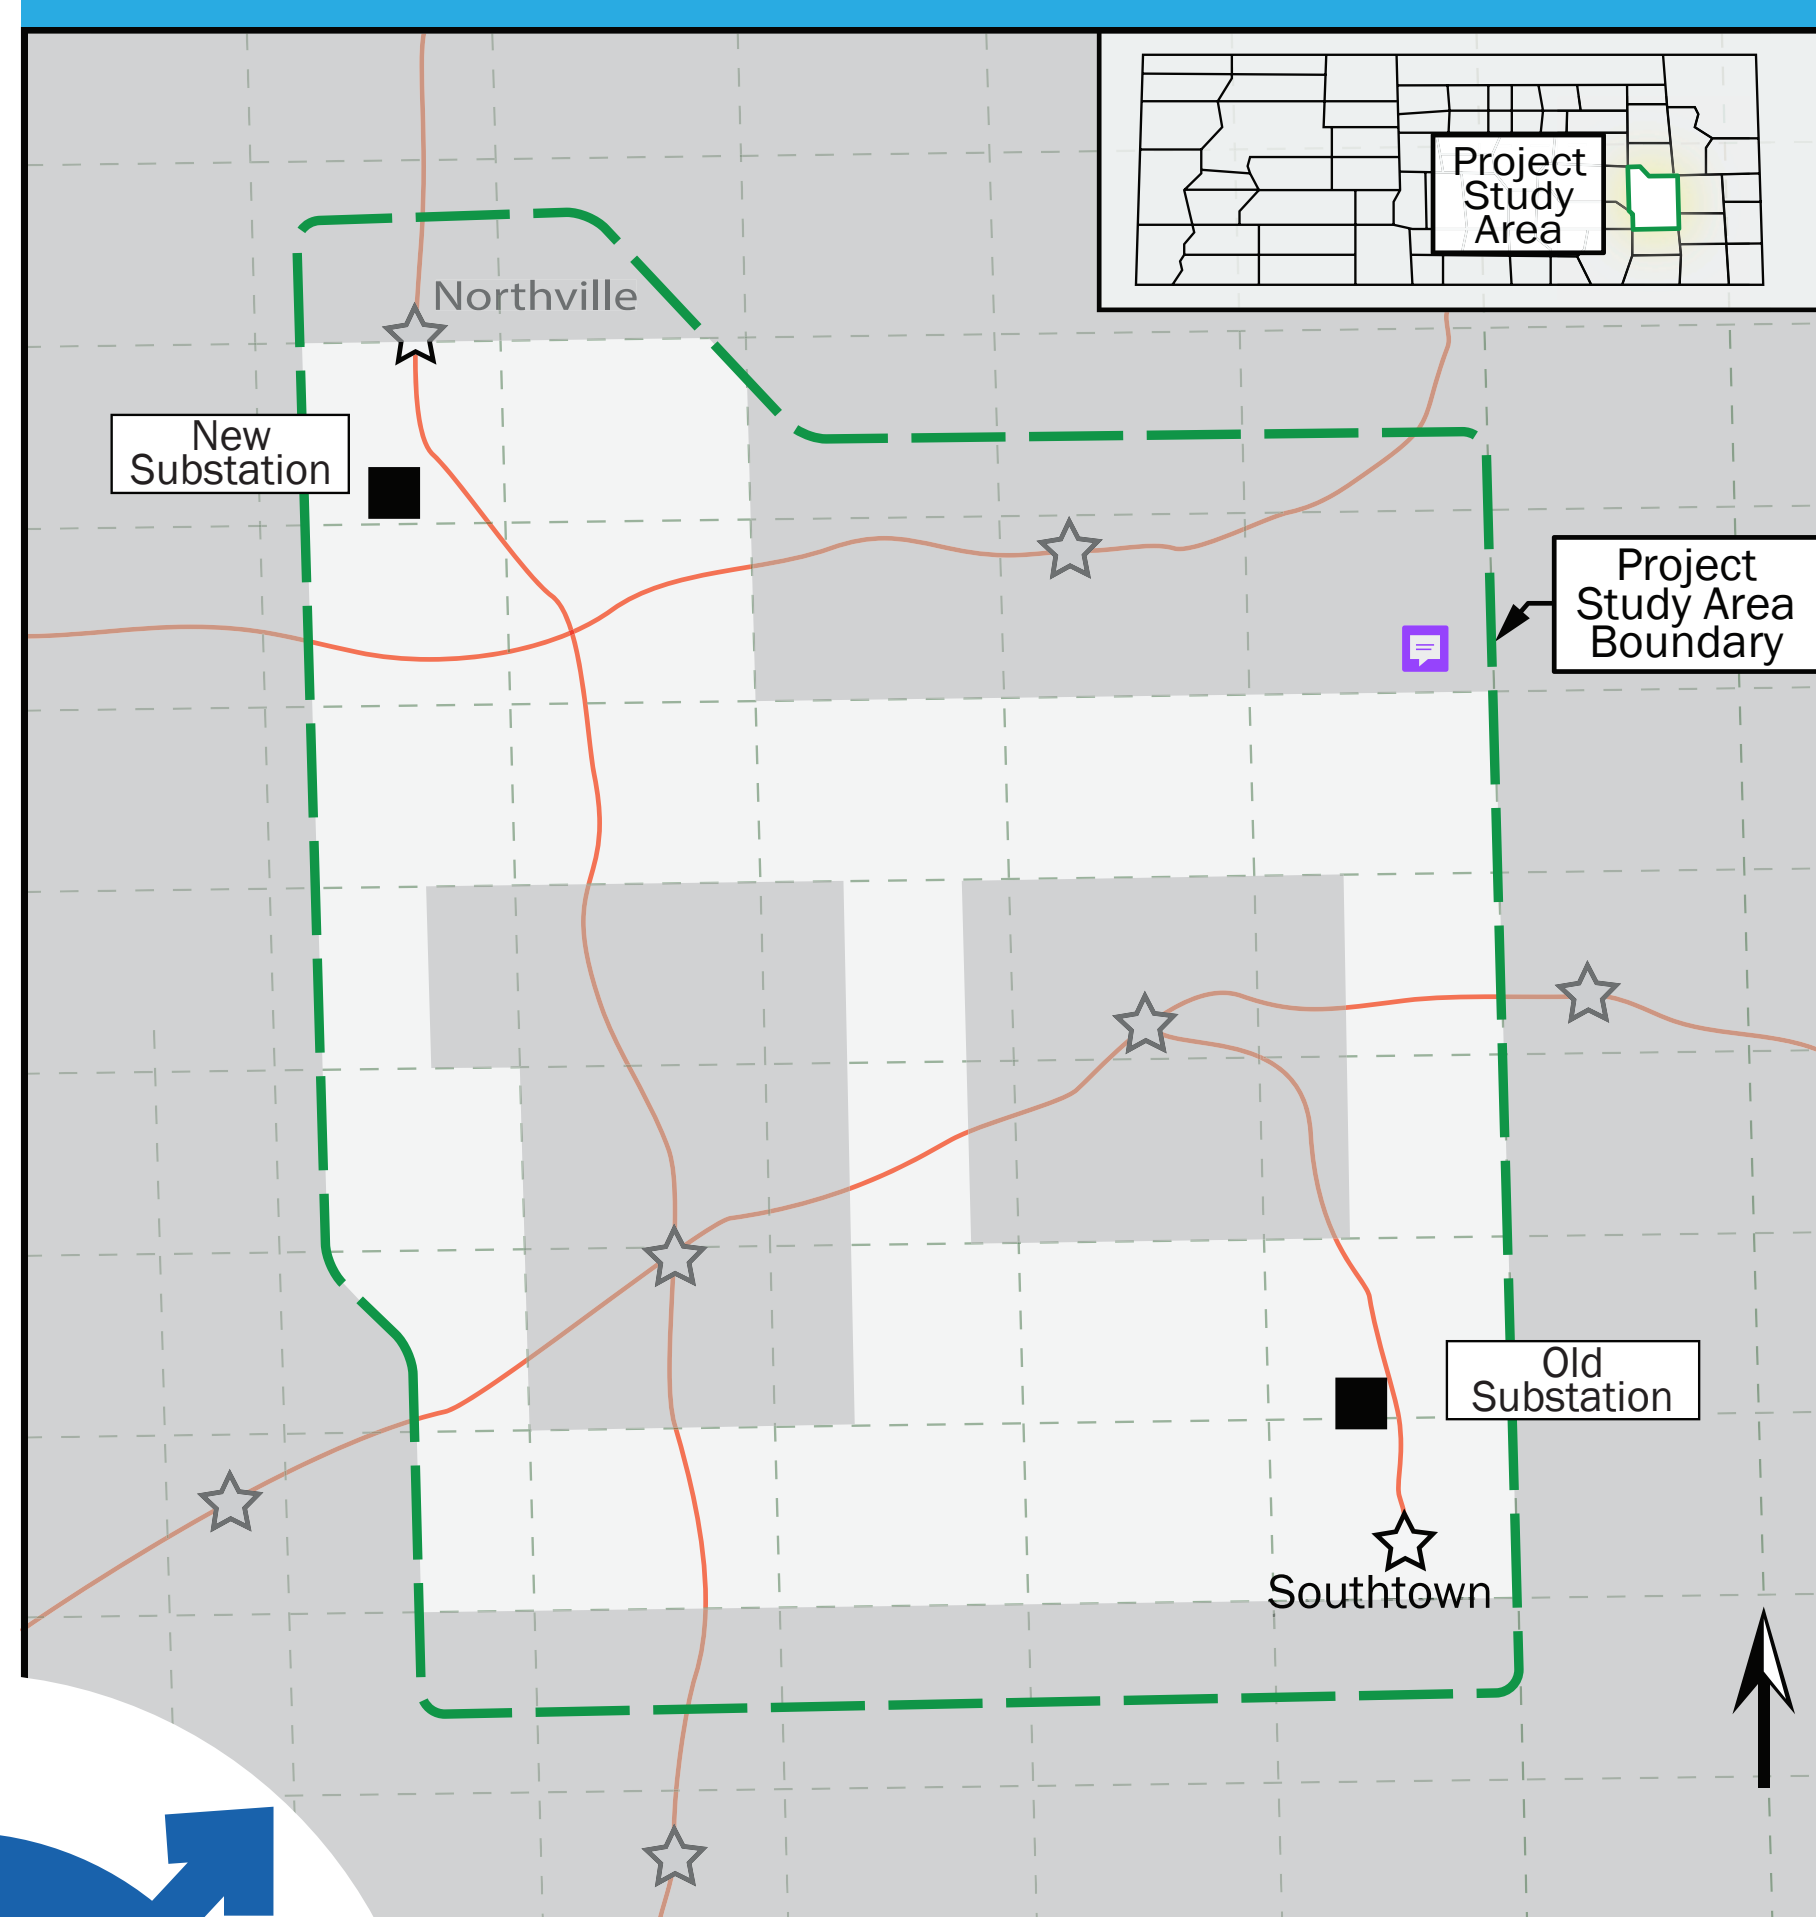 Project
Study
Area
Northville
New
Substation
Project
Study Area
Boundary
Old
Substation
Southtown